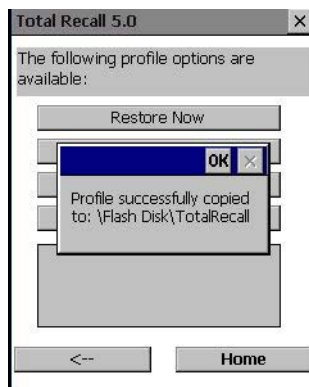 Total Recall 5.0
The following profile options are
available:
Restore Now
OK
Profile successfully copied
to: \Flash Disk\TotalRecall
<--
Home